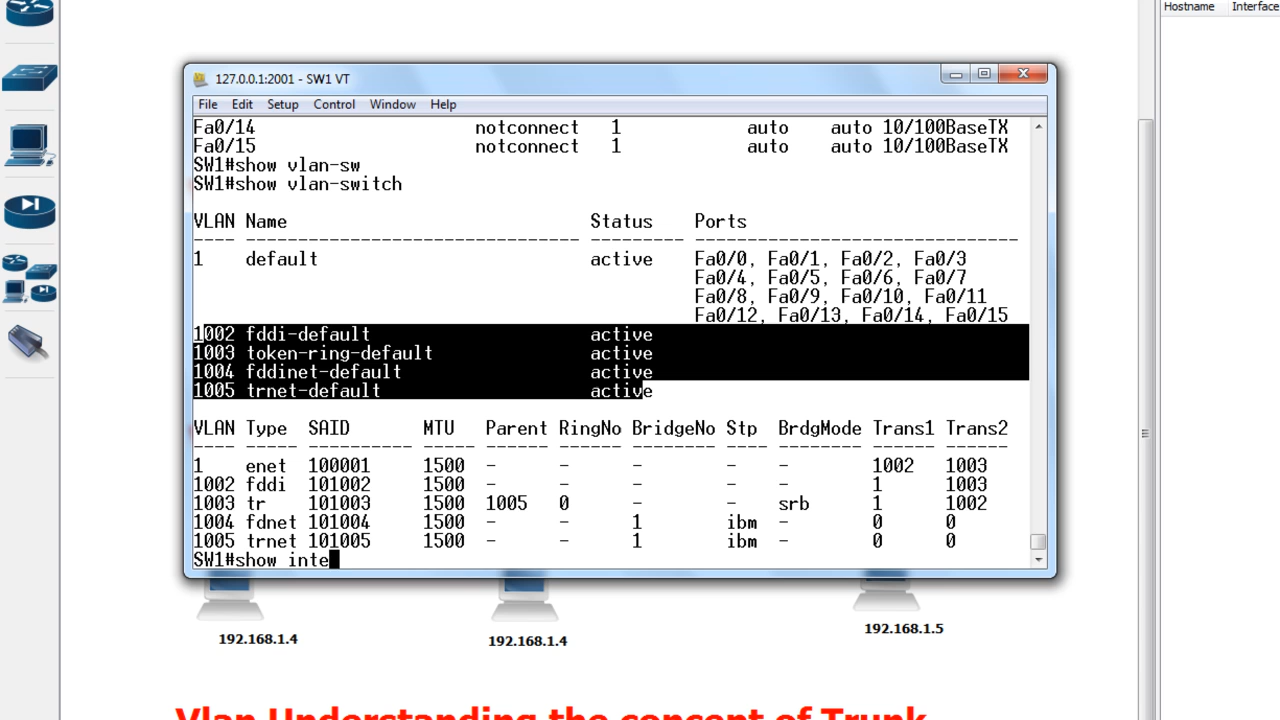 Hostname Interface
127.0.0.1:2001 - SW1 VT
File Edit Setup Control Window Help
Fa0/14 notconnect 1 auto auto 10/100BaseTX
Fa0/15 notconnect 1 auto auto 10/100BaseTX
SW1#show vlan-sw
SW1#show vlan-switch
VLAN Name Status Ports
---- -------------------------------- --------- -------------------------------
1 default active Fa0/0, Fa0/1, Fa0/2, Fa0/3
Fa0/4, Fa0/5, Fa0/6, Fa0/7
Fa0/8, Fa0/9, Fa0/10, Fa0/11
Fa0/12, Fa0/13, Fa0/14, Fa0/15
1002 fddi-default active
1003 token-ring-default active
1004 fddinet-default active
1005 trnet-default active
VLAN Type SAID MTU Parent RingNo BridgeNo Stp BrdgMode Trans1 Trans2
---- ----- ---------- ----- ------ ------ -------- ---- -------- ------ ------
1 enet 100001 1500 - - - - - 1002 1003
1002 fddi 101002 1500 - - - - - 1 1003
1003 tr 101003 1500 1005 0 - - srb 1 1002
1004 fdnet 101004 1500 - - 1 ibm - 0 0
1005 trnet 101005 1500 - - 1 ibm - 0 0
SW1#show inte
192.168.1.4 192.168.1.4 192.168.1.5
Vlan Understanding the concept of Trunk